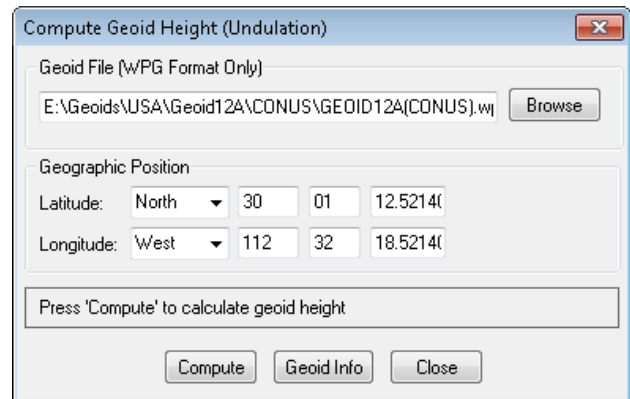 Compute Geoid Height (Undulation)
Geoid File (WPG Format Only)
E:\Geoids\USA\Geoid12A\CONUS\GEOID12A(CONUS).wp
Browse
Geographic Position
Latitude: North 30 01 12.52140
Longitude: West 112 32 18.52140
Press 'Compute' to calculate geoid height
Compute Geoid Info Close